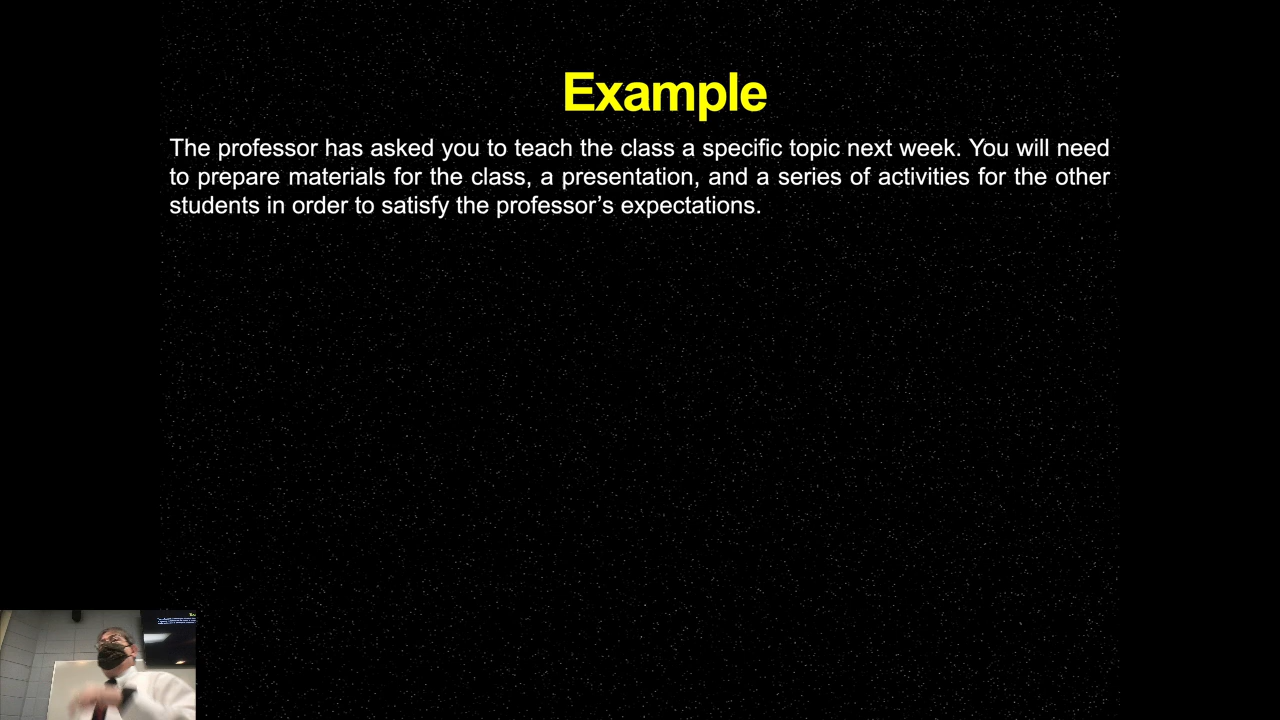 Example
The professor has asked you to teach the class a specific topic next week. You will need
to prepare materials for the class, a presentation, and a series of activities for the other
students in order to satisfy the professor’s expectations.